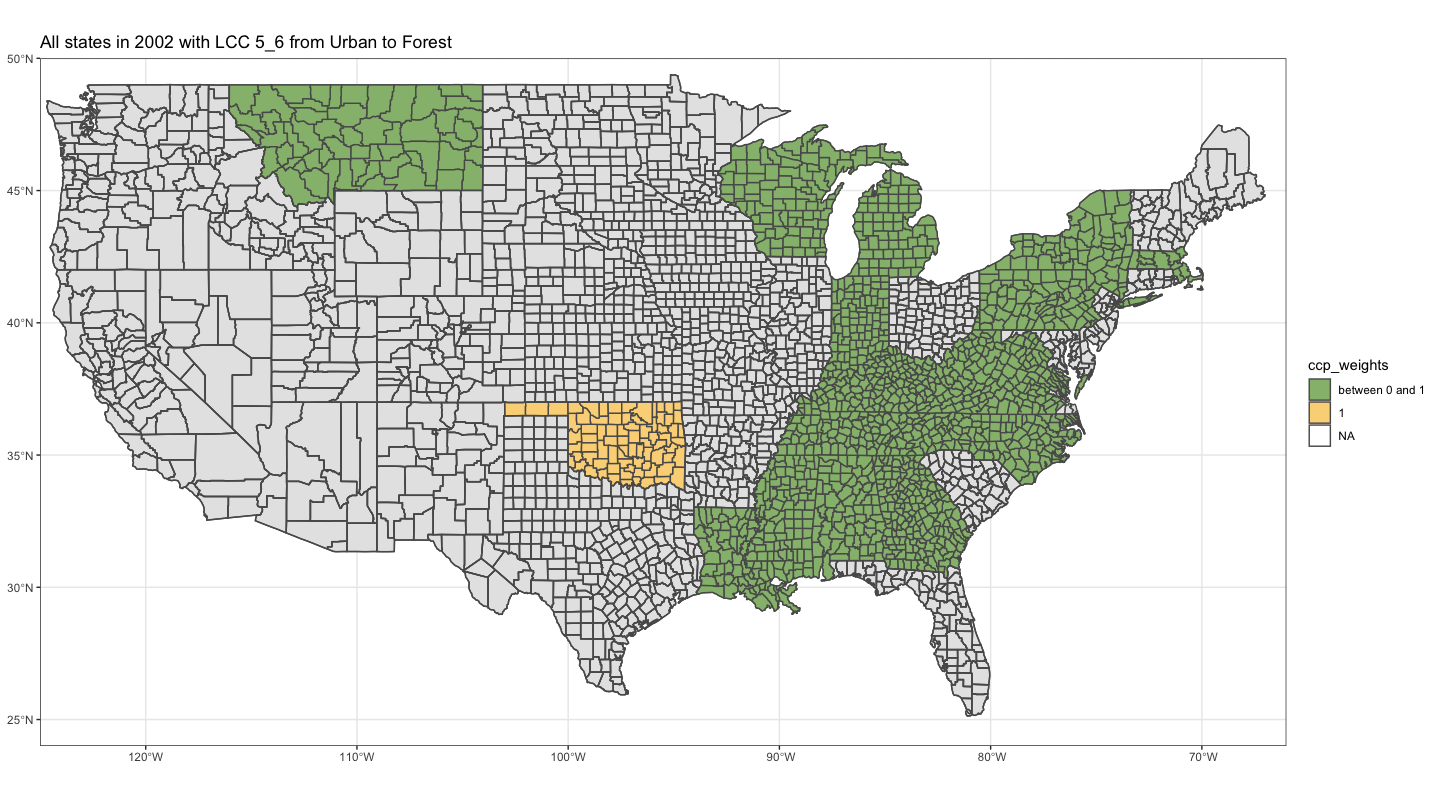 All states in 2002 with LCC 5_6 from Urban to Forest
50°N
45°N
40°N
35°N
30°N
25°N
120°W
110°W
100°W
90°W
80°W
70°W
ccp_weights
between 0 and 1
1
NA